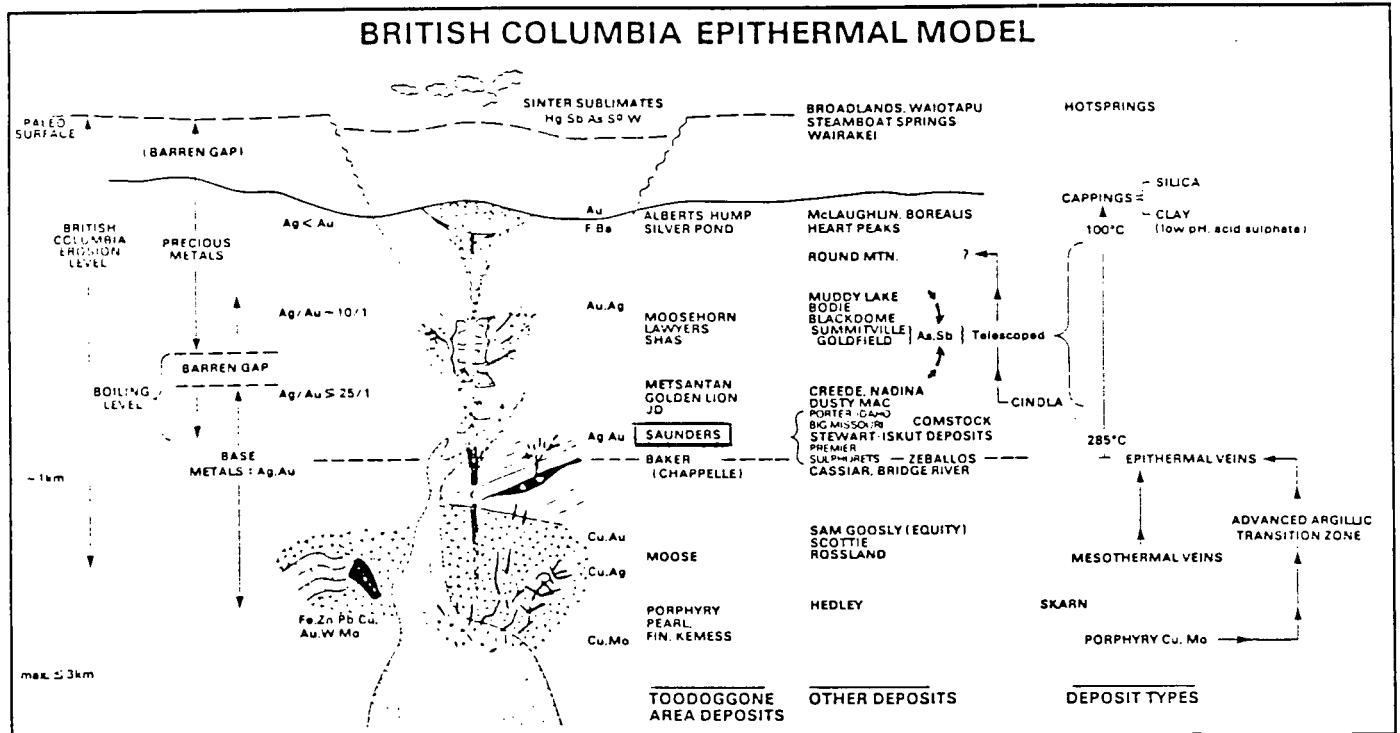 BRITISH COLUMBIA EPITHERMAL MODEL
PALEO
SURFACE
(BARREN GAP)
SINTER SUBLIMATES
BROADLANDS, WAIOTAPU
STEAMBOAT SPRINGS
WAIRAKEI
HOTSPRINGS
BRITISH
COLUMBIA
EROSION
LEVEL
PRECIOUS
METALS
Ag < Au
Au
F Ba
ALBERTS HUMP
SILVER POND
McLAUGHLIN, BOREALIS
HEART PEAKS
CAPPINGS
SILICA
CLAY
(low pH, acid sulphate)
100°C
ROUND MTN.
?
Ag/Au ~ 10/1
Au.Ag
MOOSEHORN
LAWYERS
SHAS
MUDDY LAKE
BODIE
BLACKDOME
SUMMITVILLE
GOLDFIELD
As,Sb
Telescoped
BARREN GAP
BOILING
LEVEL
Ag/Au ≤ 25/1
METSANTAN
GOLDEN LION
JD
CREEDE, NADINA
DUSTY MAC
PORTER IDAHO
BIG MISSOURI COMSTOCK
STEWART-ISKUT DEPOSITS
PREMIER
SULPHURETS ZEBALLOS
CASSIAR, BRIDGE RIVER
CINOLA
Ag Au
SAUNDERS
285°C
BASE
METALS : Ag,Au
BAKER
(CHAPPELLE)
EPITHERMAL VEINS
~ 1km
Cu.Au
MOOSE
Cu.Ag
SAM GOOSLY (EQUITY)
SCOTTIE
ROSSLAND
MESOTHERMAL VEINS
ADVANCED ARGILLIC
TRANSITION ZONE
Fe.Zn Pb Cu.
Au.W Mo
PORPHYRY
PEARL,
FIN, KEMESS
Cu.Mo
HEDLEY
SKARN
PORPHYRY Cu. Mo
max. ≤ 3km
TOODOGGONE
AREA DEPOSITS
OTHER DEPOSITS
DEPOSIT TYPES